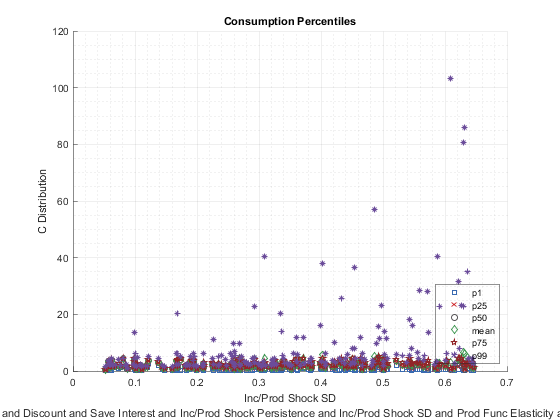 Consumption Percentiles
120
100
80
60
40
20
0
C Distribution
p1
p25
p50
mean
p75
p99
0 0.1 0.2 0.3 0.4 0.5 0.6 0.7
Inc/Prod Shock SD
and Discount and Save Interest and Inc/Prod Shock Persistence and Inc/Prod Shock SD and Prod Func Elasticity